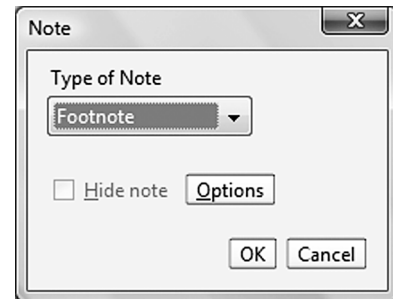 Note
Type of Note
Footnote
Hide note Options
OK Cancel